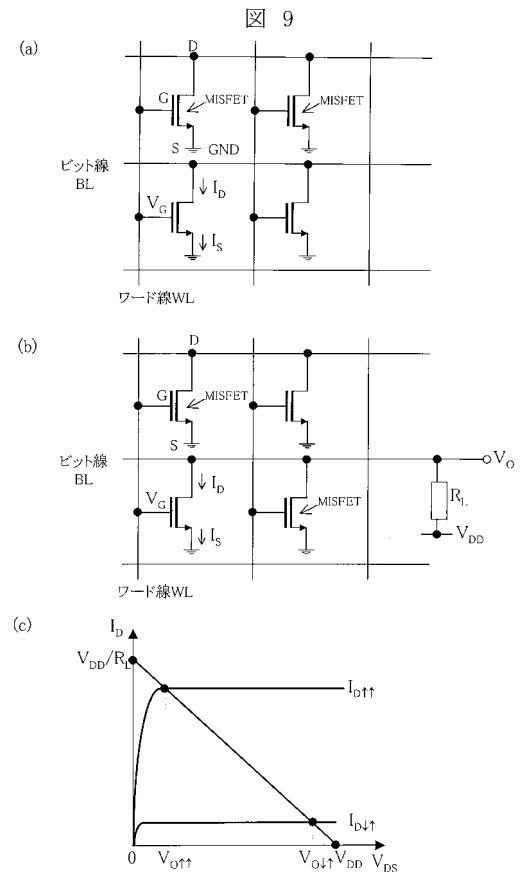 図 9
(a)
D
G MISFET MISFET
S GND
ビット線
BL
I_D
V_G
I_S
ワード線WL
(b)
D
G MISFET
S
ビット線
BL
V_O
I_D
V_G MISFET
R_L
I_S
V_DD
ワード線WL
(c)
I_D
V_DD/R_L
I_D↑↑
I_D↓↑
0 V_O↑↑ V_O↓↑ V_DD V_DS